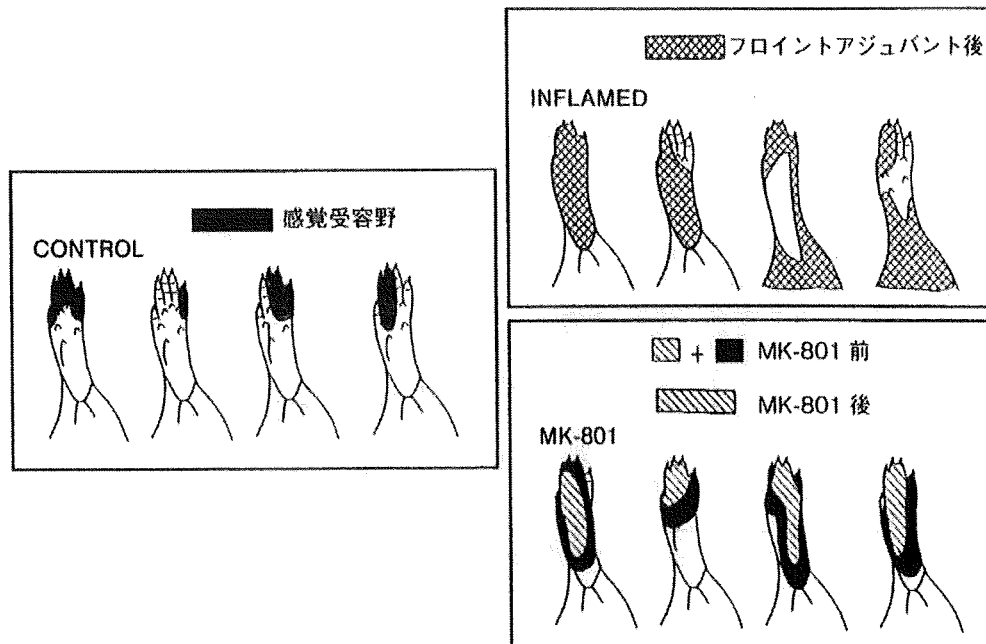 感覚受容野
CONTROL
フロイントアジュバント後
INFLAMED
+ MK-801 前
MK-801 後
MK-801